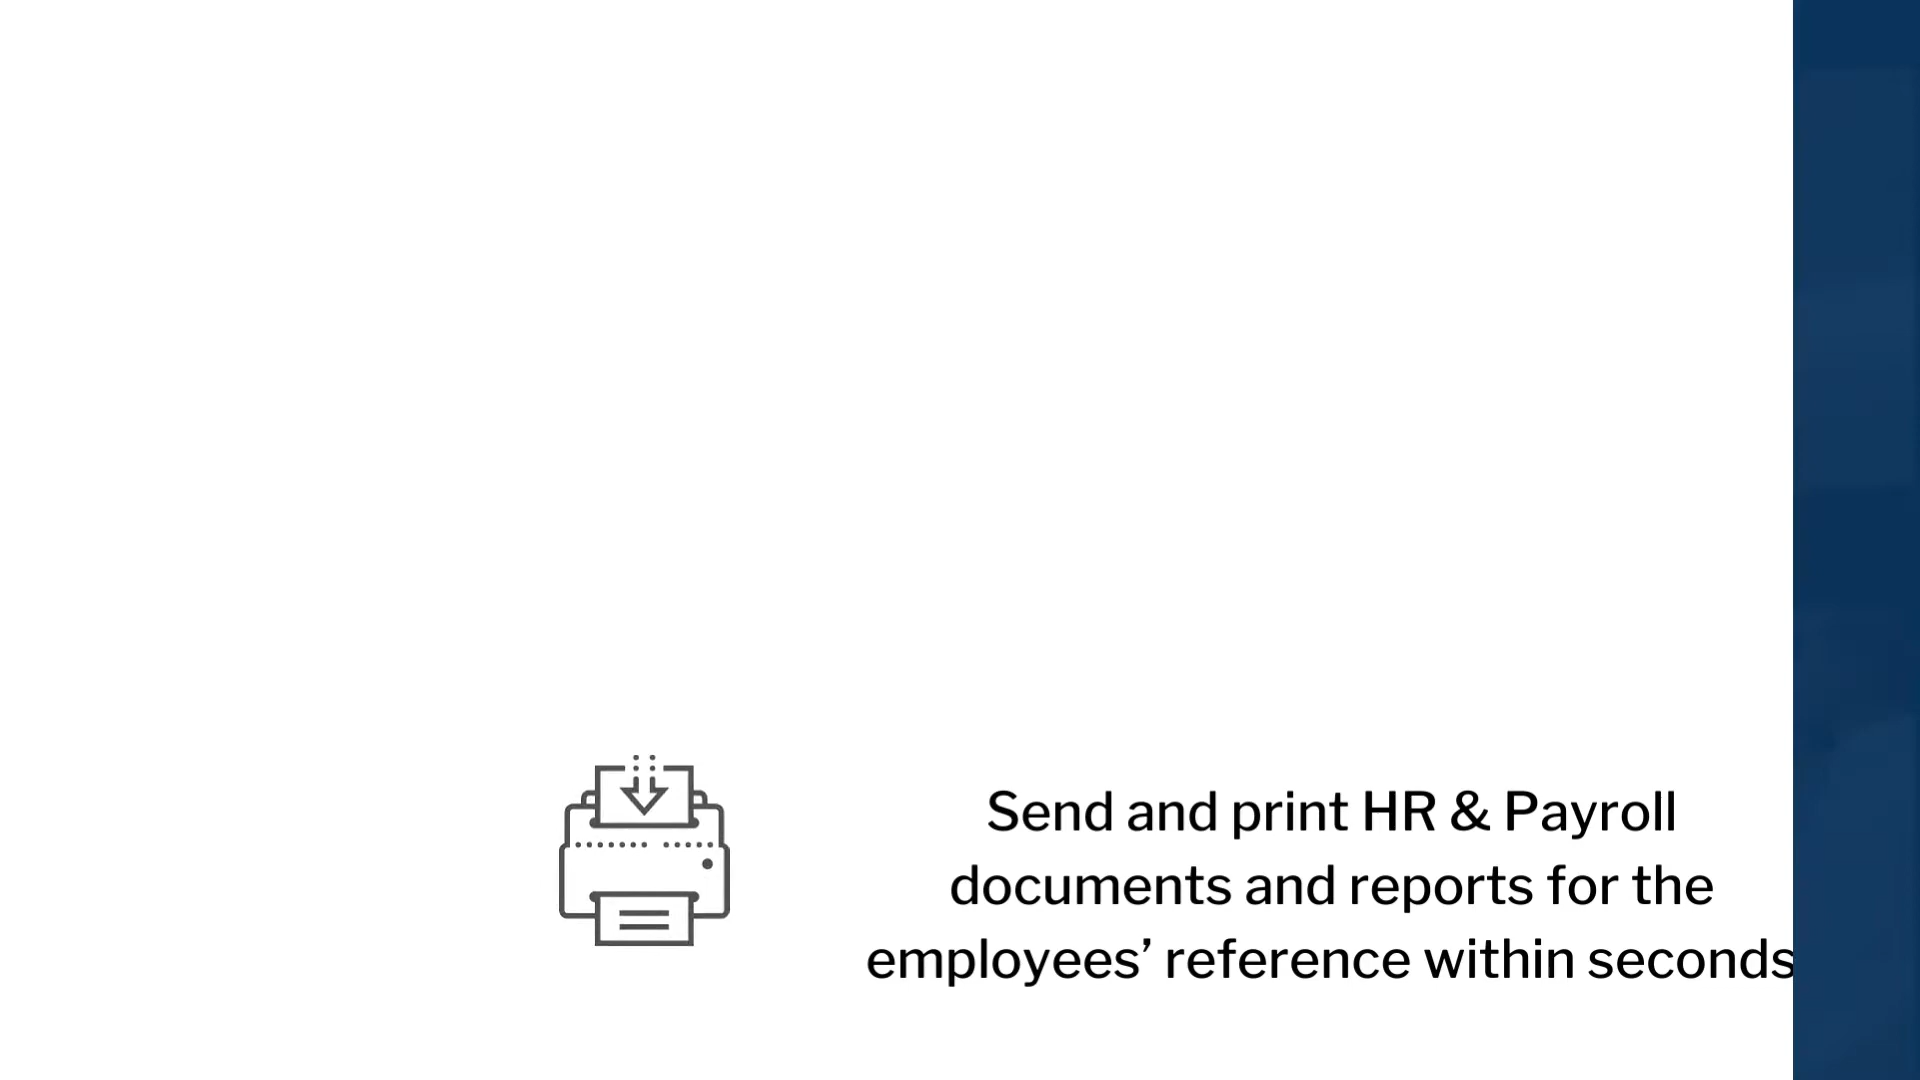 Send and print HR & Payroll
documents and reports for the
employees’ reference within seconds